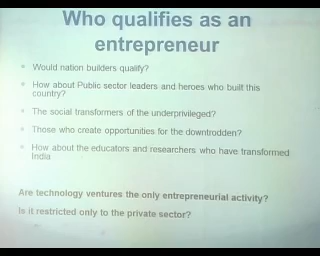 Who qualifies as an
entrepreneur
Would nation builders qualify?
How about Public sector leaders and heroes who built this
country?
The social transformers of the underprivileged?
Those who create opportunities for the downtrodden?
How about the educators and researchers who have transformed
India
Are technology ventures the only entrepreneurial activity?
Is it restricted only to the private sector?